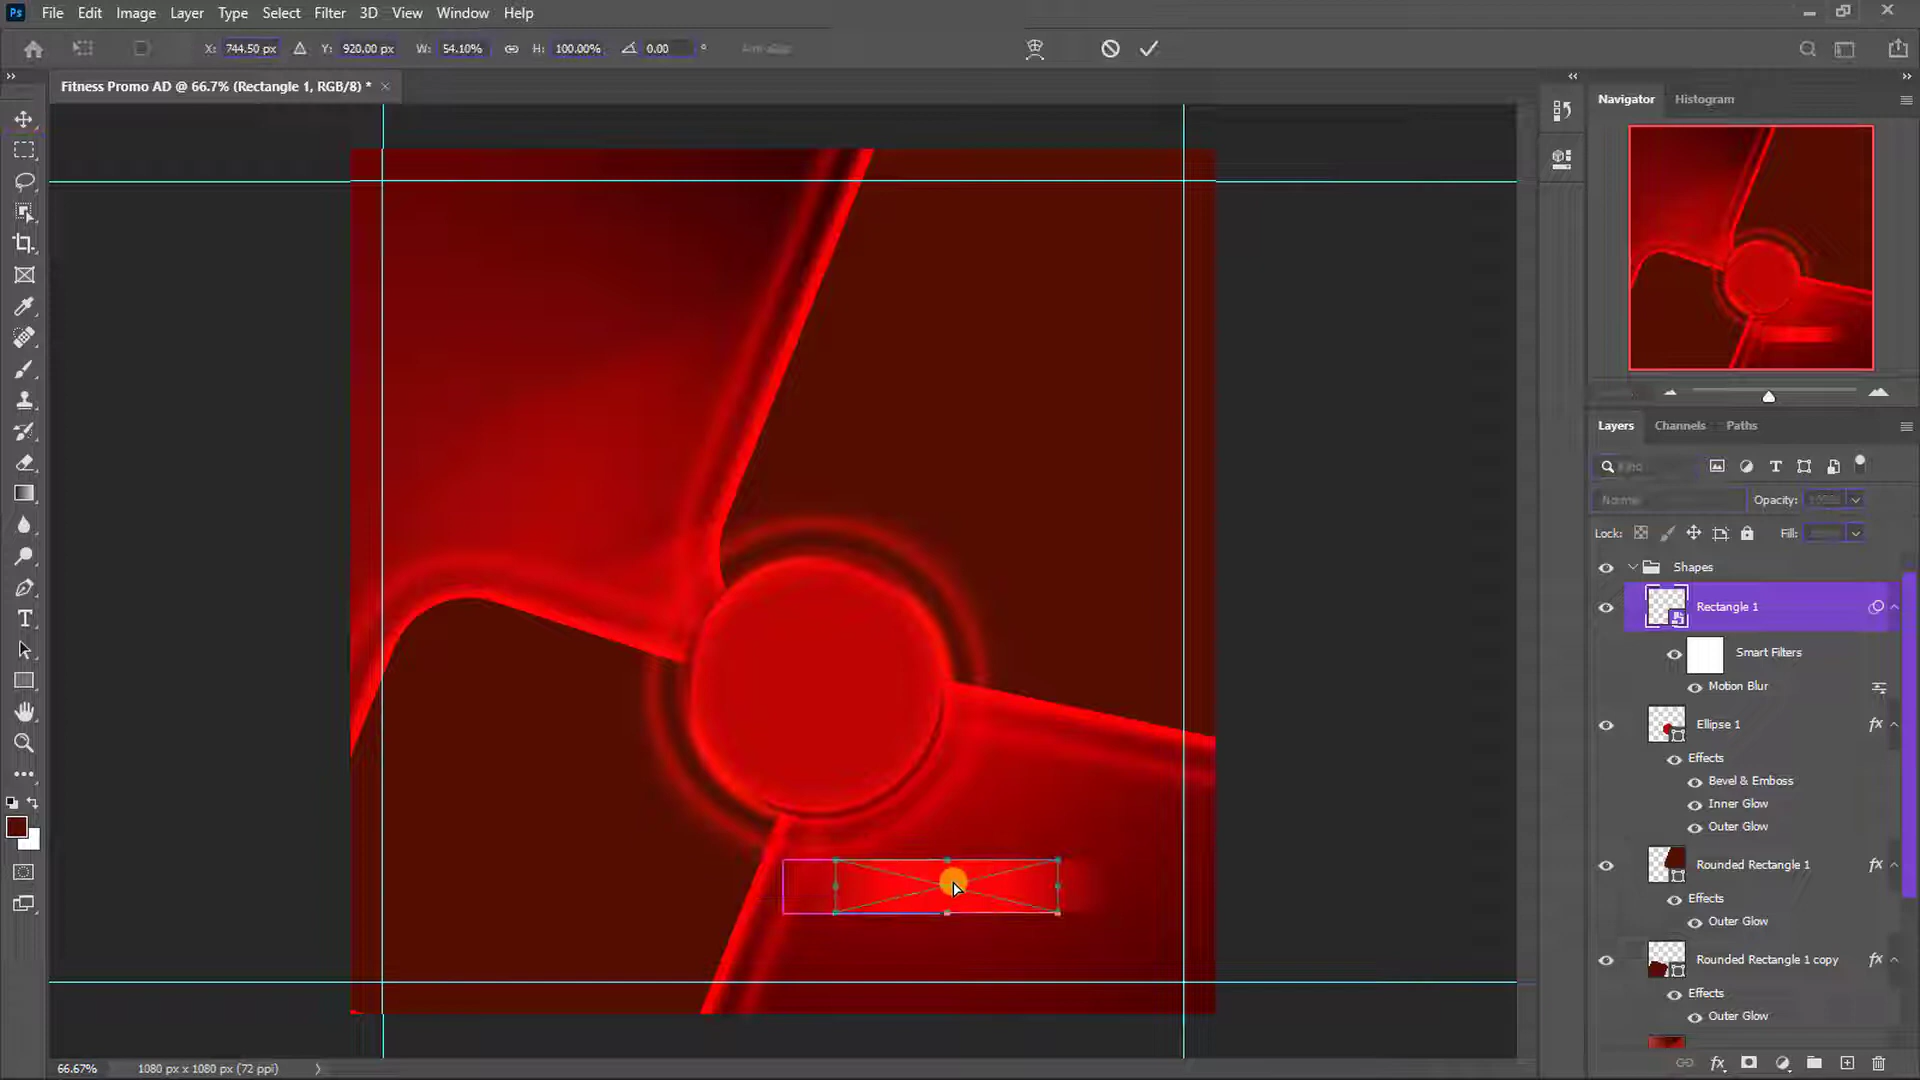 Ps File Edit Image Layer Type Select Filter 3D View Window Help
X: 744.50 px Y: 920.00 px W: 54.10% H: 100.00% 0.00 °
Fitness Promo AD @ 66.7% (Rectangle 1, RGB/8) * ×
Navigator Histogram
Layers Channels Paths
Opacity:
Lock: Fill:
Shapes
Rectangle 1
Smart Filters
Motion Blur
Ellipse 1 fx
Effects
Bevel & Emboss
Inner Glow
Outer Glow
Rounded Rectangle 1 fx
Effects
Outer Glow
Rounded Rectangle 1 copy fx
Effects
Outer Glow
66.67% 1080 px x 1080 px (72 ppi)
fx